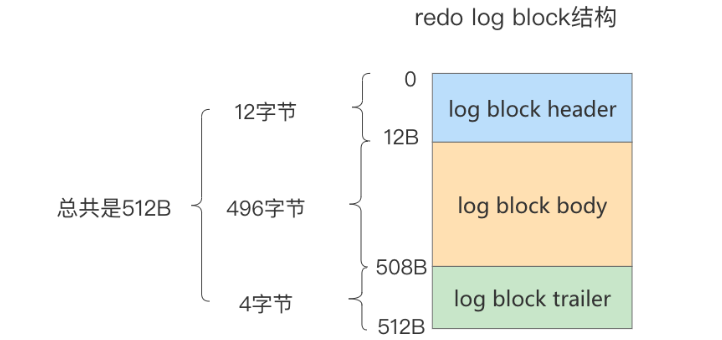 redo log block结构
0
12字节
log block header
12B
总共是512B
496字节
log block body
508B
4字节
log block trailer
512B